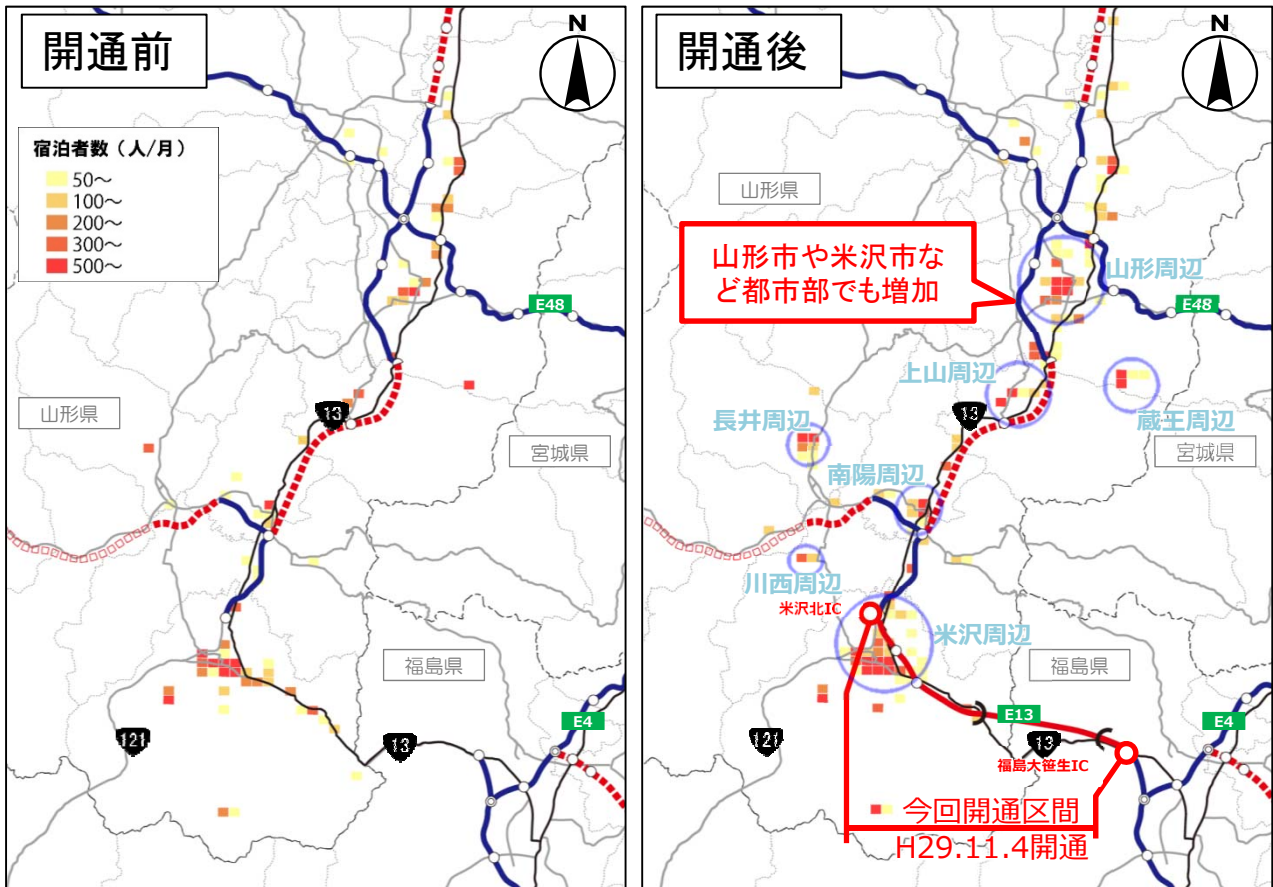 開通前
N
宿泊者数（人/月）
50～
100～
200～
300～
500～
E48
山形県
13
宮城県
福島県
E4
121
13
開通後
N
山形県
山形市や米沢市な
ど都市部でも増加
山形周辺
E48
上山周辺
蔵王周辺
13
長井周辺
宮城県
南陽周辺
川西周辺
米沢北IC
米沢周辺
福島県
E13
E4
121
13
福島大笹生IC
今回開通区間
H29.11.4開通